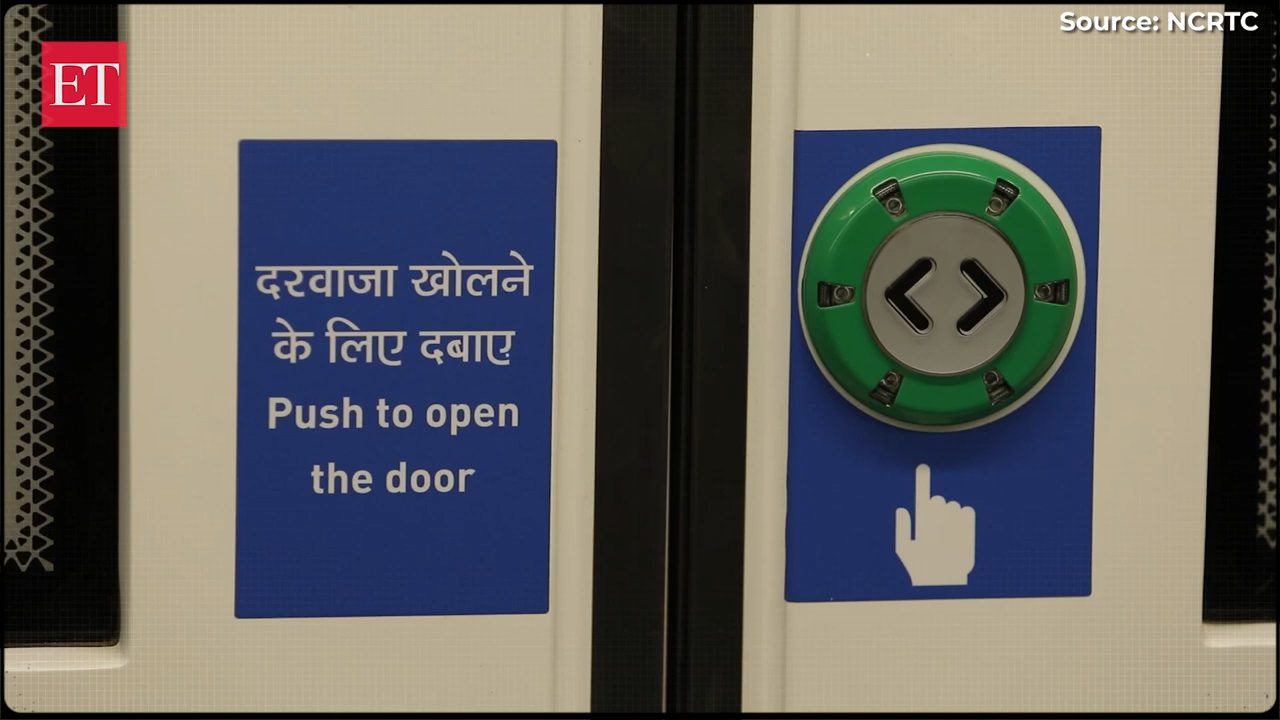 Source: NCRTC
ET
दरवाजा खोलने
के लिए दबाए
Push to open
the door